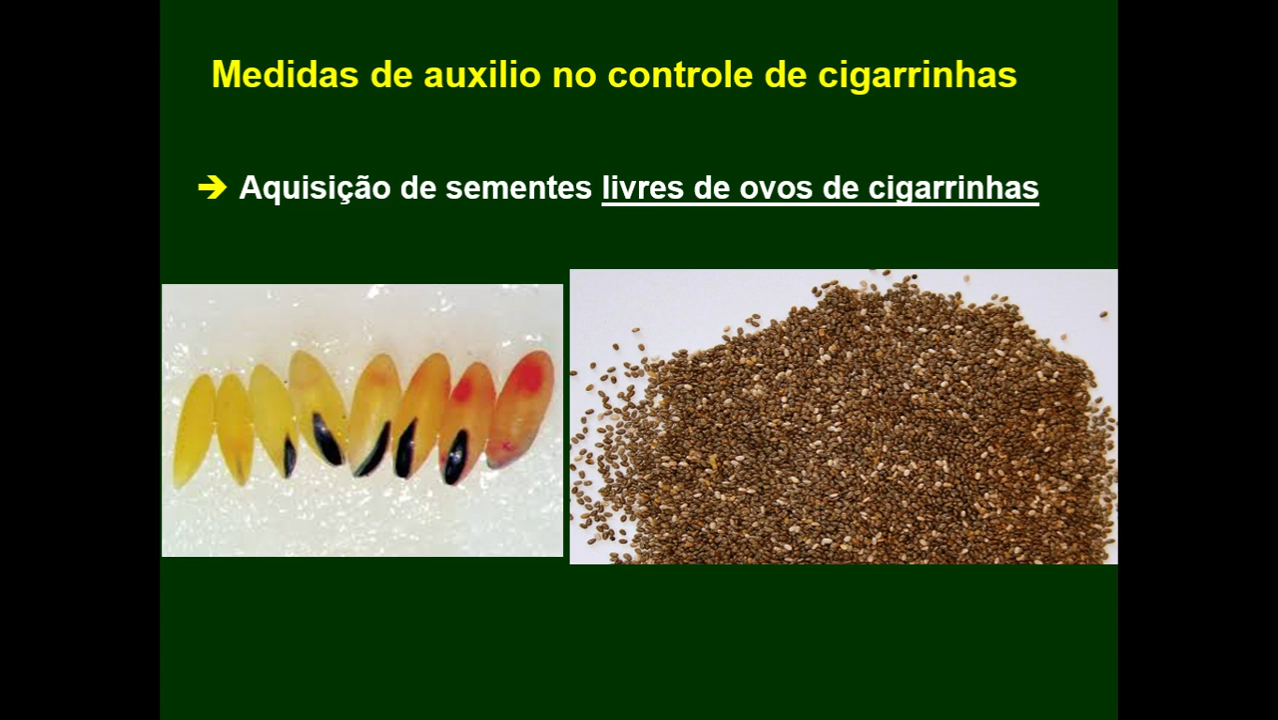 Medidas de auxilio no controle de cigarrinhas
➔ Aquisição de sementes livres de ovos de cigarrinhas